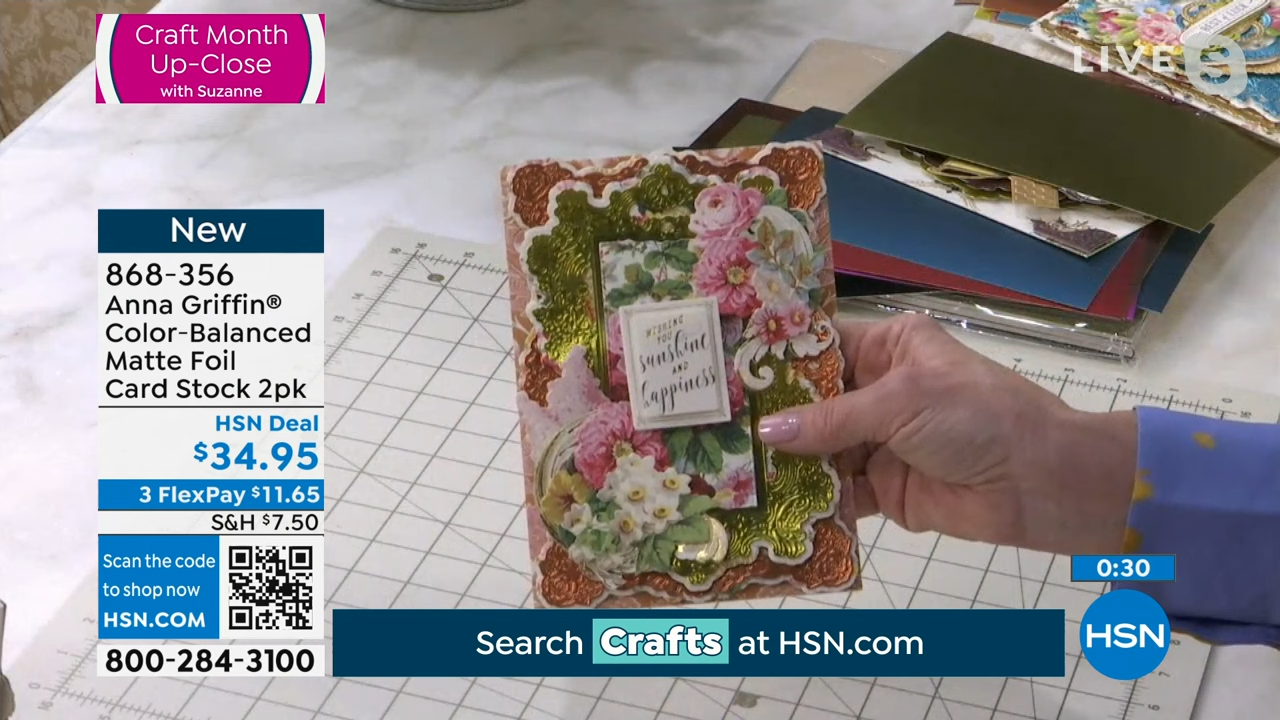 Craft Month
Up-Close
with Suzanne
LIVE
New
868-356
Anna Griffin®
Color-Balanced
Matte Foil
Card Stock 2pk
HSN Deal
$34.95
3 FlexPay $11.65
S&H $7.50
Scan the code
to shop now
HSN.COM
800-284-3100
WISHING
YOU
sunshine
AND
happiness
0:30
Search Crafts at HSN.com
HSN